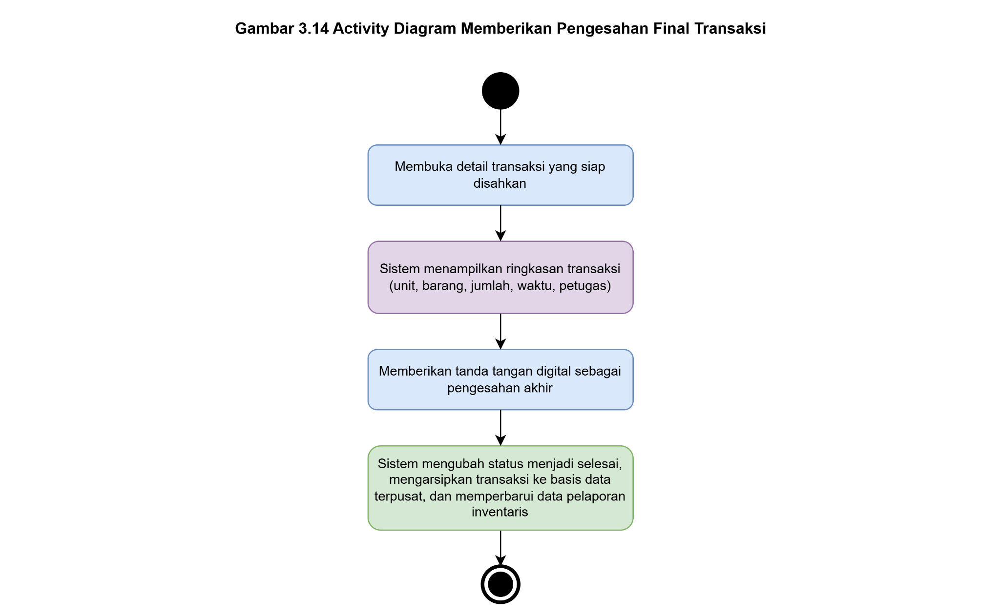 Gambar 3.14 Activity Diagram Memberikan Pengesahan Final Transaksi
Membuka detail transaksi yang siap
disahkan
Sistem menampilkan ringkasan transaksi
(unit, barang, jumlah, waktu, petugas)
Memberikan tanda tangan digital sebagai
pengesahan akhir
Sistem mengubah status menjadi selesai,
mengarsipkan transaksi ke basis data
terpusat, dan memperbarui data pelaporan
inventaris